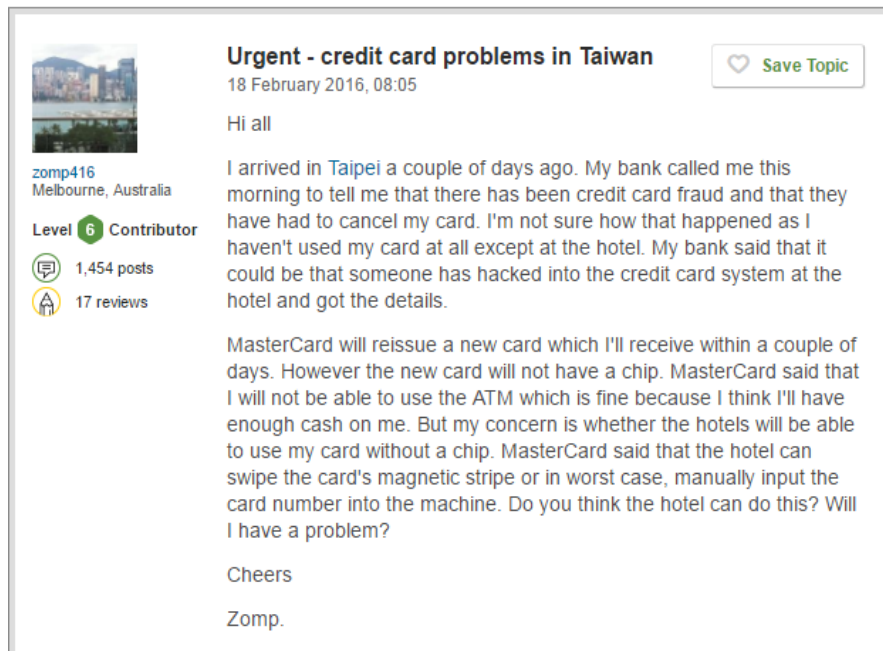 Urgent - credit card problems in Taiwan
Save Topic
18 February 2016, 08:05
zomp416
Melbourne, Australia
Level 6 Contributor
1,454 posts
17 reviews
Hi all
I arrived in Taipei a couple of days ago. My bank called me this
morning to tell me that there has been credit card fraud and that they
have had to cancel my card. I'm not sure how that happened as I
haven't used my card at all except at the hotel. My bank said that it
could be that someone has hacked into the credit card system at the
hotel and got the details.
MasterCard will reissue a new card which I'll receive within a couple of
days. However the new card will not have a chip. MasterCard said that
I will not be able to use the ATM which is fine because I think I'll have
enough cash on me. But my concern is whether the hotels will be able
to use my card without a chip. MasterCard said that the hotel can
swipe the card's magnetic stripe or in worst case, manually input the
card number into the machine. Do you think the hotel can do this? Will
I have a problem?
Cheers
Zomp.